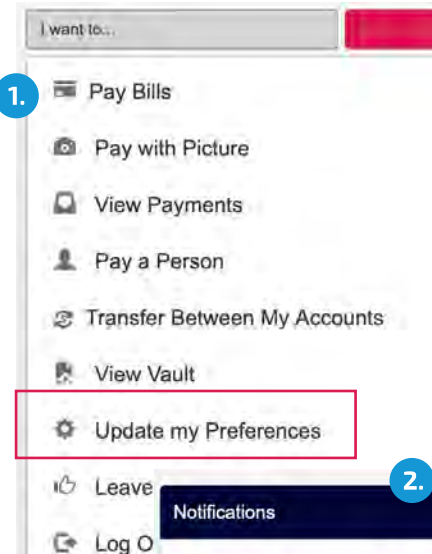 I want to...
1.
Pay Bills
Pay with Picture
View Payments
Pay a Person
Transfer Between My Accounts
View Vault
Update my Preferences
Leave
2.
Notifications
Log O